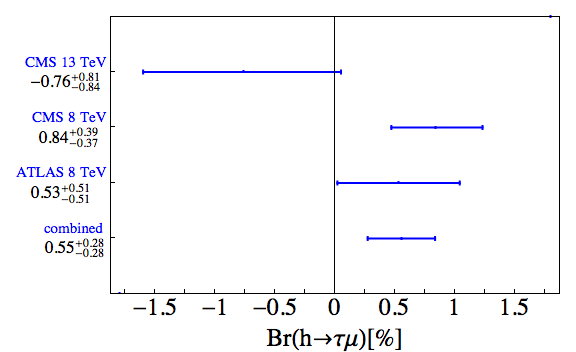 CMS 13 TeV
−0.76+0.81−0.84
CMS 8 TeV
0.84+0.39−0.37
ATLAS 8 TeV
0.53+0.51−0.51
combined
0.55+0.28−0.28
−1.5 −1 −0.5 0 0.5 1 1.5
Br(h→τμ)[%]